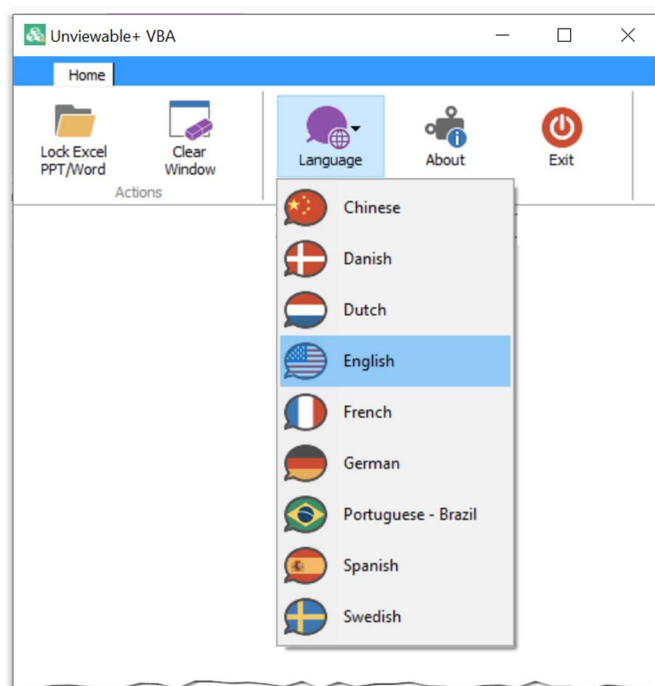 Unviewable+ VBA
Home
Lock Excel
PPT/Word
Clear
Window
Actions
Language
About
Exit
Chinese
Danish
Dutch
English
French
German
Portuguese - Brazil
Spanish
Swedish